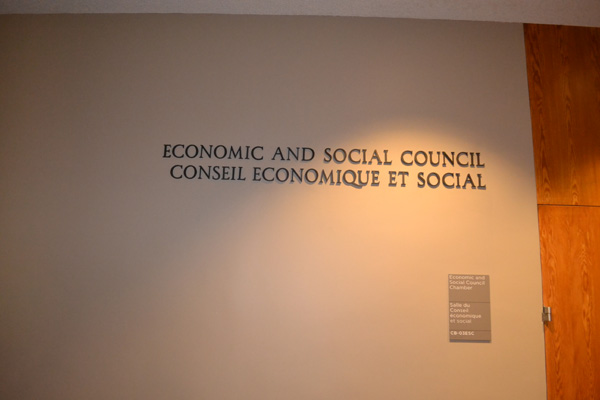 ECONOMIC AND SOCIAL COUNCIL
CONSEIL ECONOMIQUE ET SOCIAL
Economic and
Social Council
Chamber
Salle du
Conseil
économique
et social